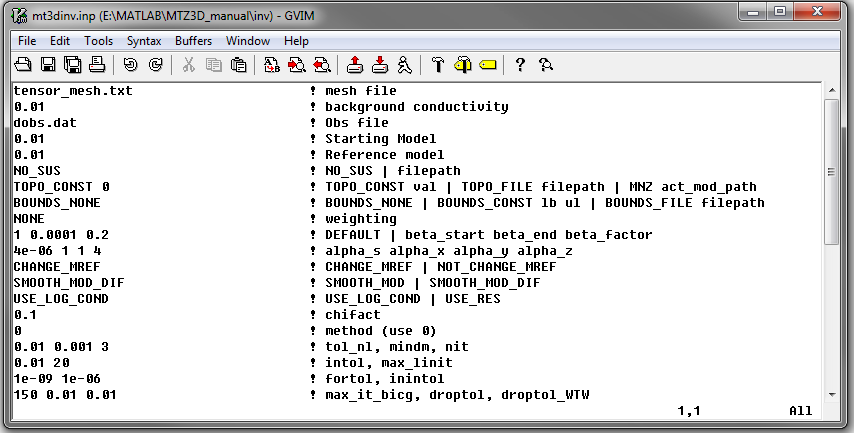 mt3dinv.inp (E:\MATLAB\MTZ3D_manual\inv) - GVIM
File Edit Tools Syntax Buffers Window Help
tensor_mesh.txt ! mesh file
0.01 ! background conductivity
dobs.dat ! Obs file
0.01 ! Starting Model
0.01 ! Reference model
NO_SUS ! NO_SUS | filepath
TOPO_CONST 0 ! TOPO_CONST val | TOPO_FILE filepath | MNZ act_mod_path
BOUNDS_NONE ! BOUNDS_NONE | BOUNDS_CONST lb ul | BOUNDS_FILE filepath
NONE ! weighting
1 0.0001 0.2 ! DEFAULT | beta_start beta_end beta_factor
4e-06 1 1 4 ! alpha_s alpha_x alpha_y alpha_z
CHANGE_MREF ! CHANGE_MREF | NOT_CHANGE_MREF
SMOOTH_MOD_DIF ! SMOOTH_MOD | SMOOTH_MOD_DIF
USE_LOG_COND ! USE_LOG_COND | USE_RES
0.1 ! chifact
0 ! method (use 0)
0.01 0.001 3 ! tol_nl, mindm, nit
0.01 20 ! intol, max_linit
1e-09 1e-06 ! fortol, inintol
150 0.01 0.01 ! max_it_bicg, droptol, droptol_WTW
1,1 All